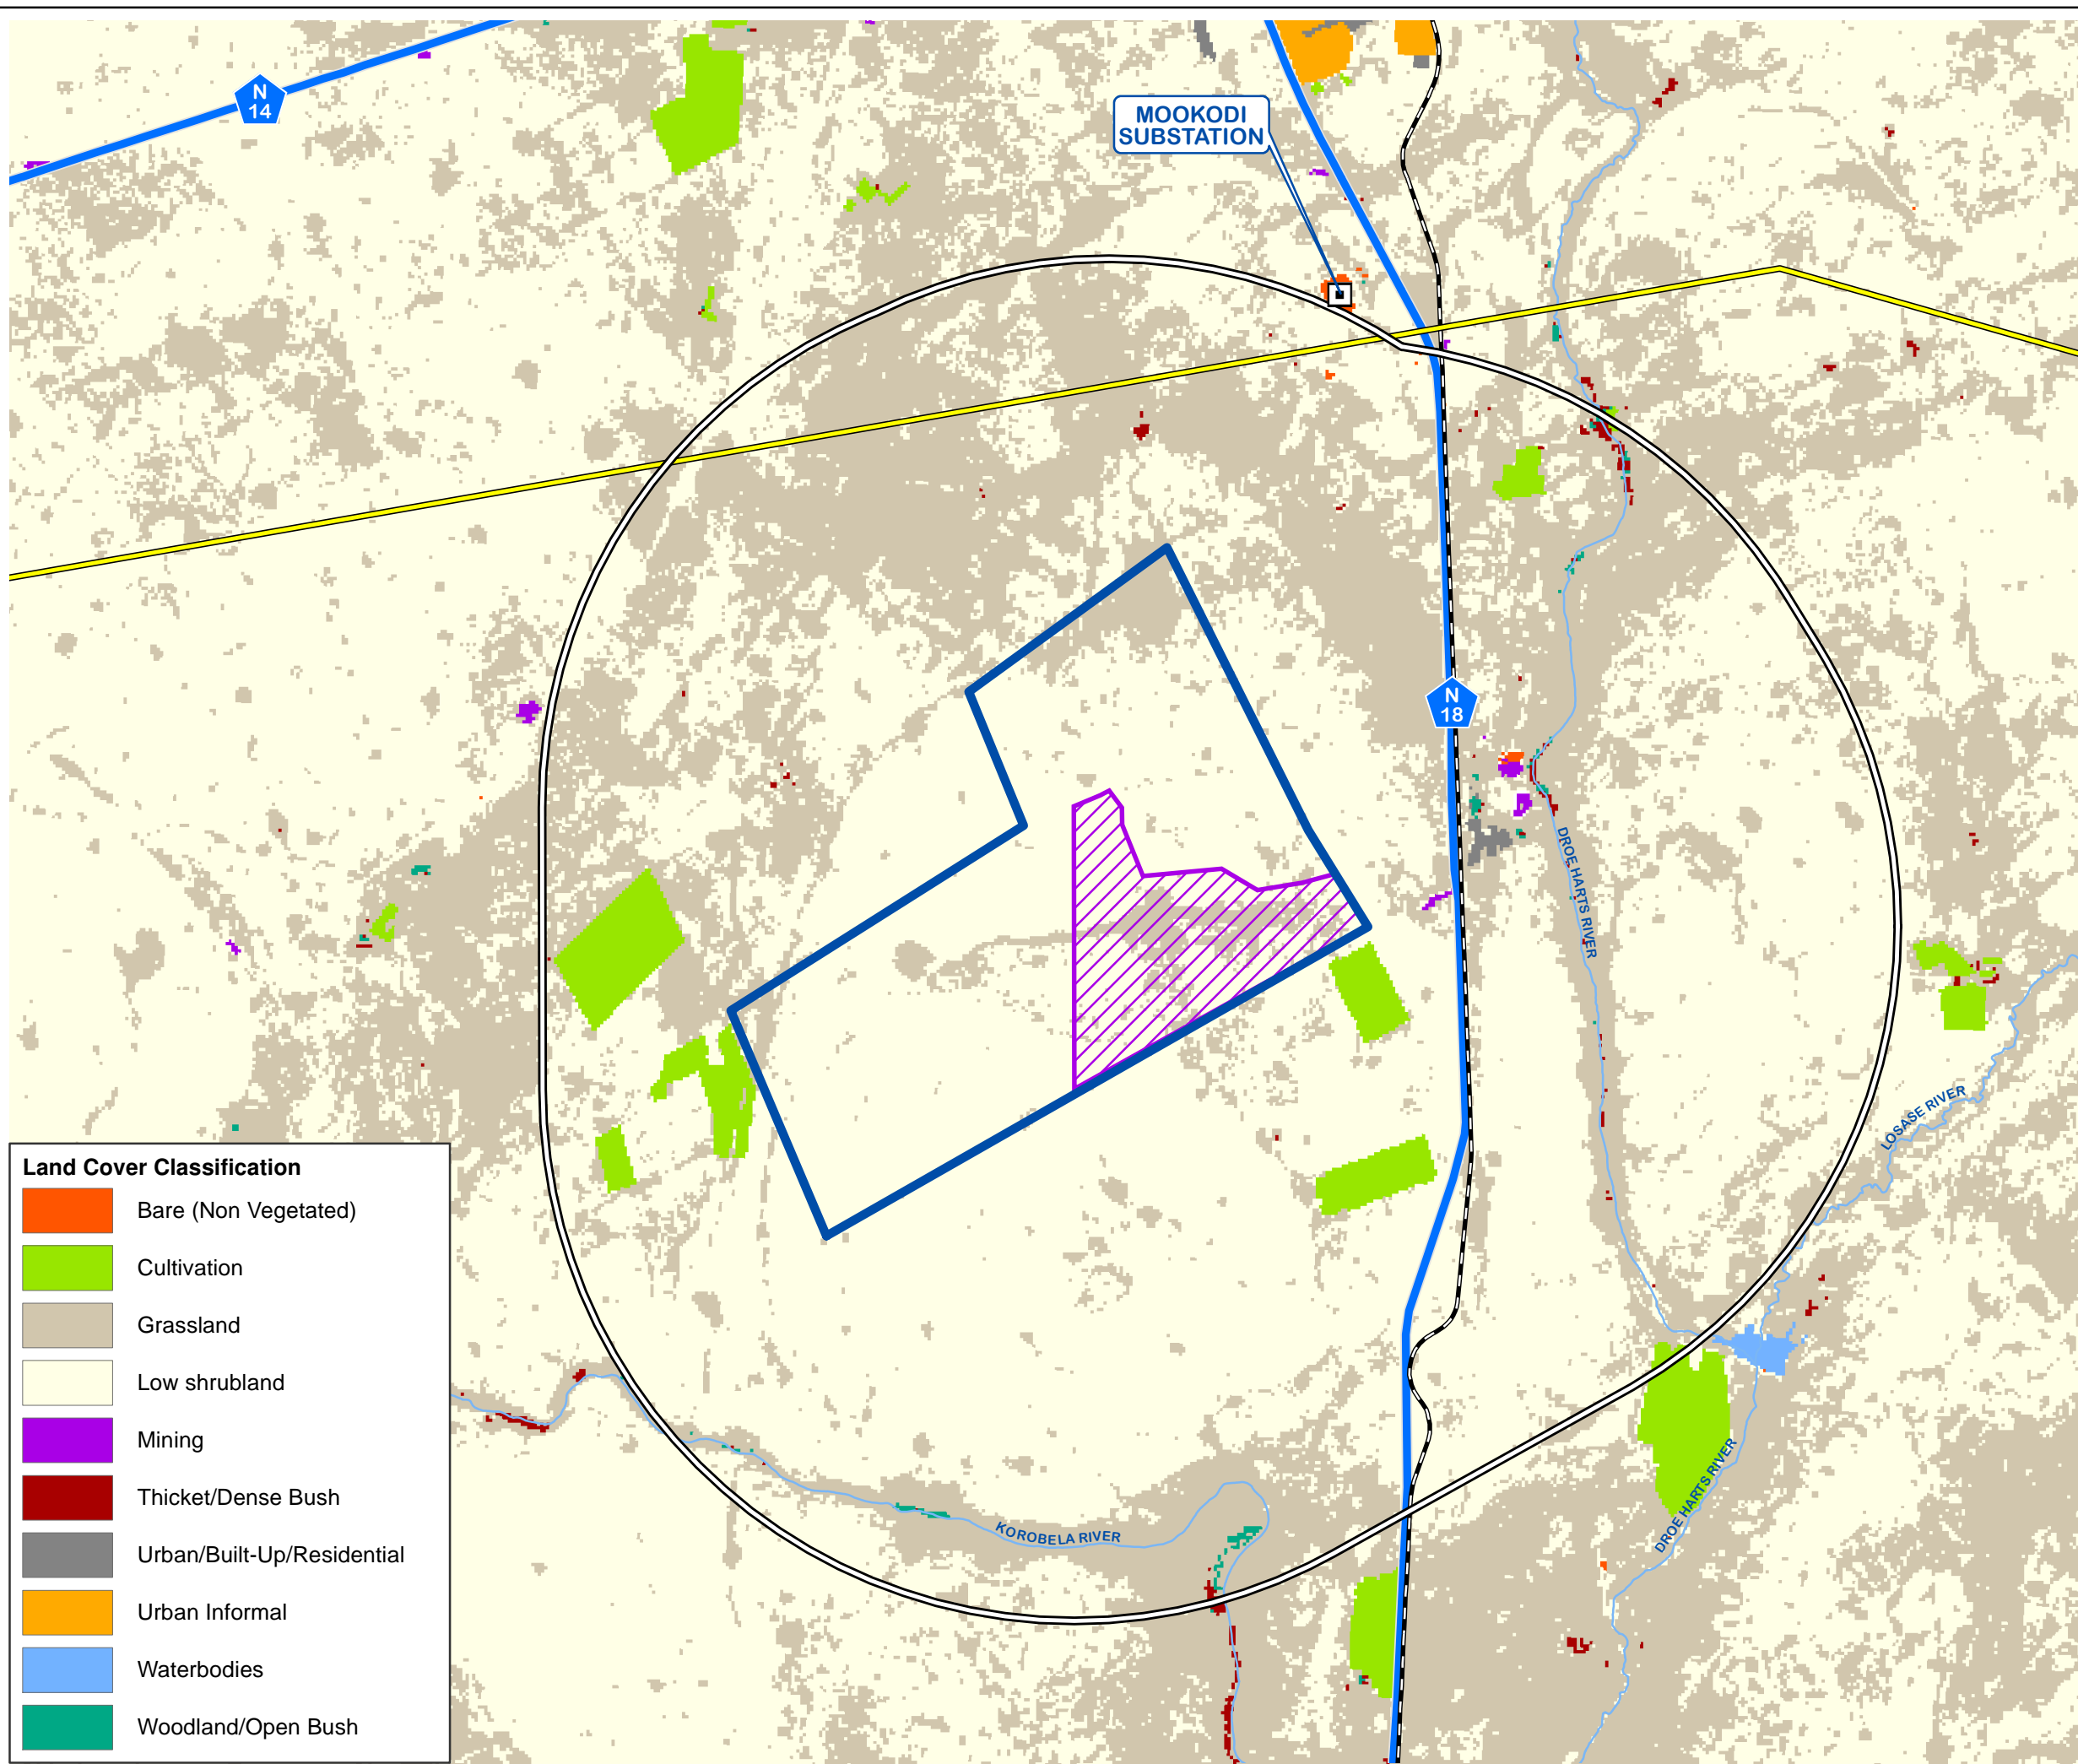 N
14
MOOKODI
SUBSTATION
N
18
DROE HARTS RIVER
LOSASE RIVER
KOROBELA RIVER
DROE HARTS RIVER
Land Cover Classification
Bare (Non Vegetated)
Cultivation
Grassland
Low shrubland
Mining
Thicket/Dense Bush
Urban/Built-Up/Residential
Urban Informal
Waterbodies
Woodland/Open Bush